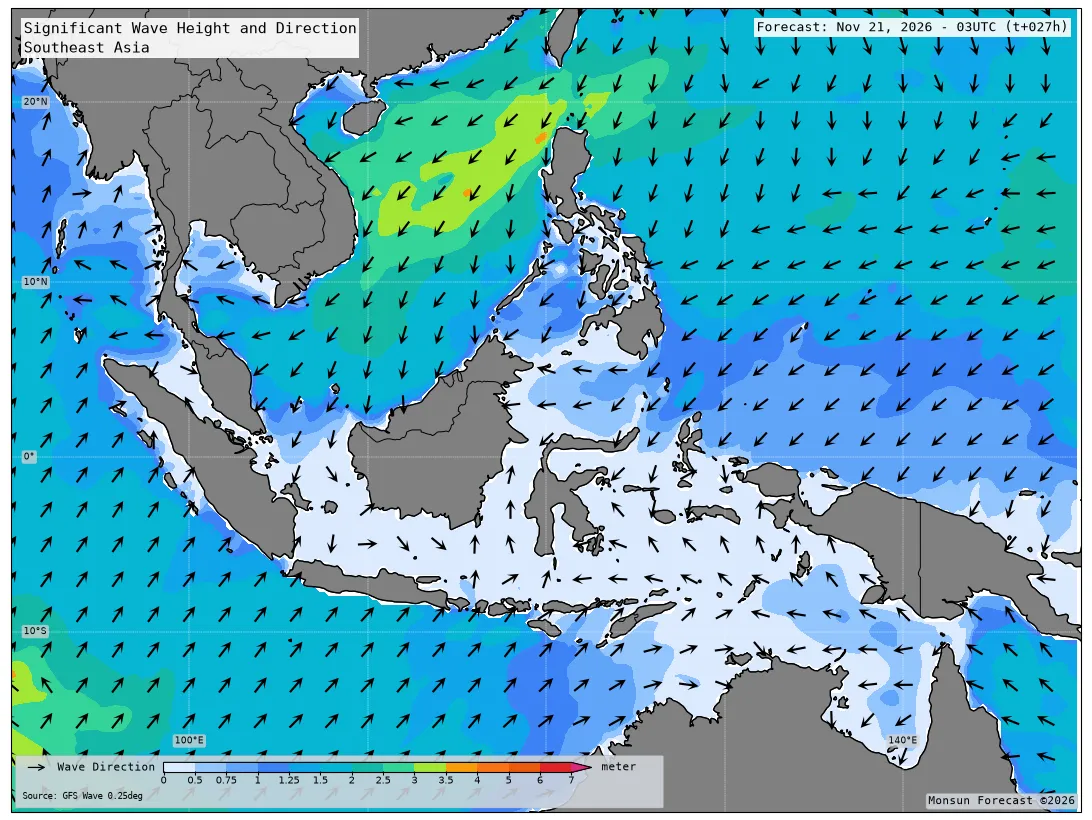 Significant Wave Height and Direction
Southeast Asia
Forecast: Nov 21, 2026 - 03UTC (t+027h)
20°N
10°N
0°
10°S
100°E
140°E
Wave Direction
meter
0 0.5 0.75 1 1.25 1.5 2 2.5 3 3.5 4 5 6 7
Source: GFS Wave 0.25deg
Monsun Forecast ©2026